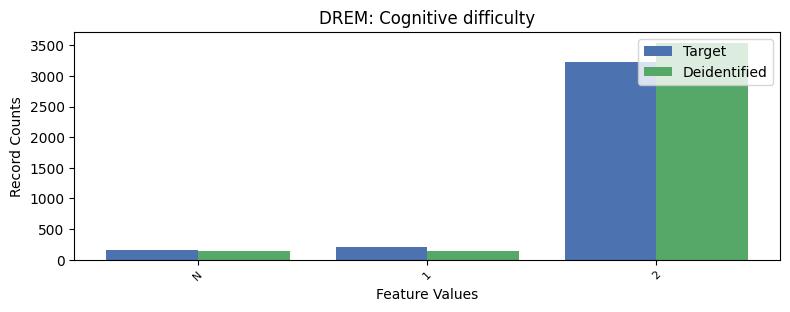 DREM: Cognitive difficulty
Record Counts
3500
3000
2500
2000
1500
1000
500
0
Target
Deidentified
N
1
2
Feature Values